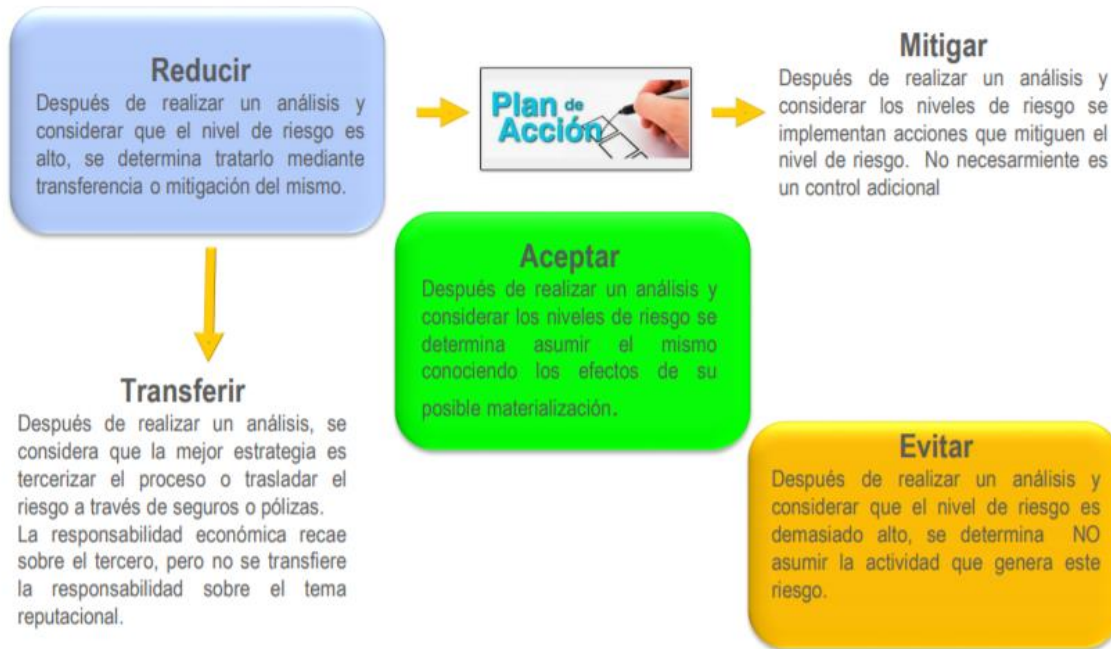 Reducir
Después de realizar un análisis y
considerar que el nivel de riesgo es
alto, se determina tratarlo mediante
transferencia o mitigación del mismo.
Plan de
Acción
Mitigar
Después de realizar un análisis y
considerar los niveles de riesgo se
implementan acciones que mitiguen el
nivel de riesgo. No necesarmiente es
un control adicional
Aceptar
Después de realizar un análisis y
considerar los niveles de riesgo se
determina asumir el mismo
conociendo los efectos de su
posible materialización.
Transferir
Después de realizar un análisis, se
considera que la mejor estrategia es
tercerizar el proceso o trasladar el
riesgo a través de seguros o pólizas.
La responsabilidad económica recae
sobre el tercero, pero no se transfiere
la responsabilidad sobre el tema
reputacional.
Evitar
Después de realizar un análisis y
considerar que el nivel de riesgo es
demasiado alto, se determina NO
asumir la actividad que genera este
riesgo.